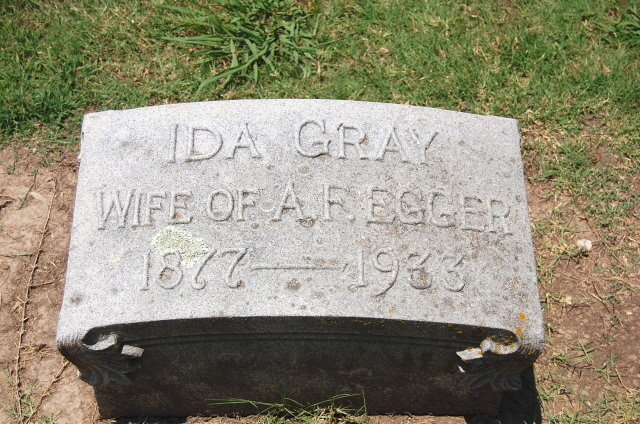 IDA GRAY
WIFE OF A. F. EGGER
1877—1933